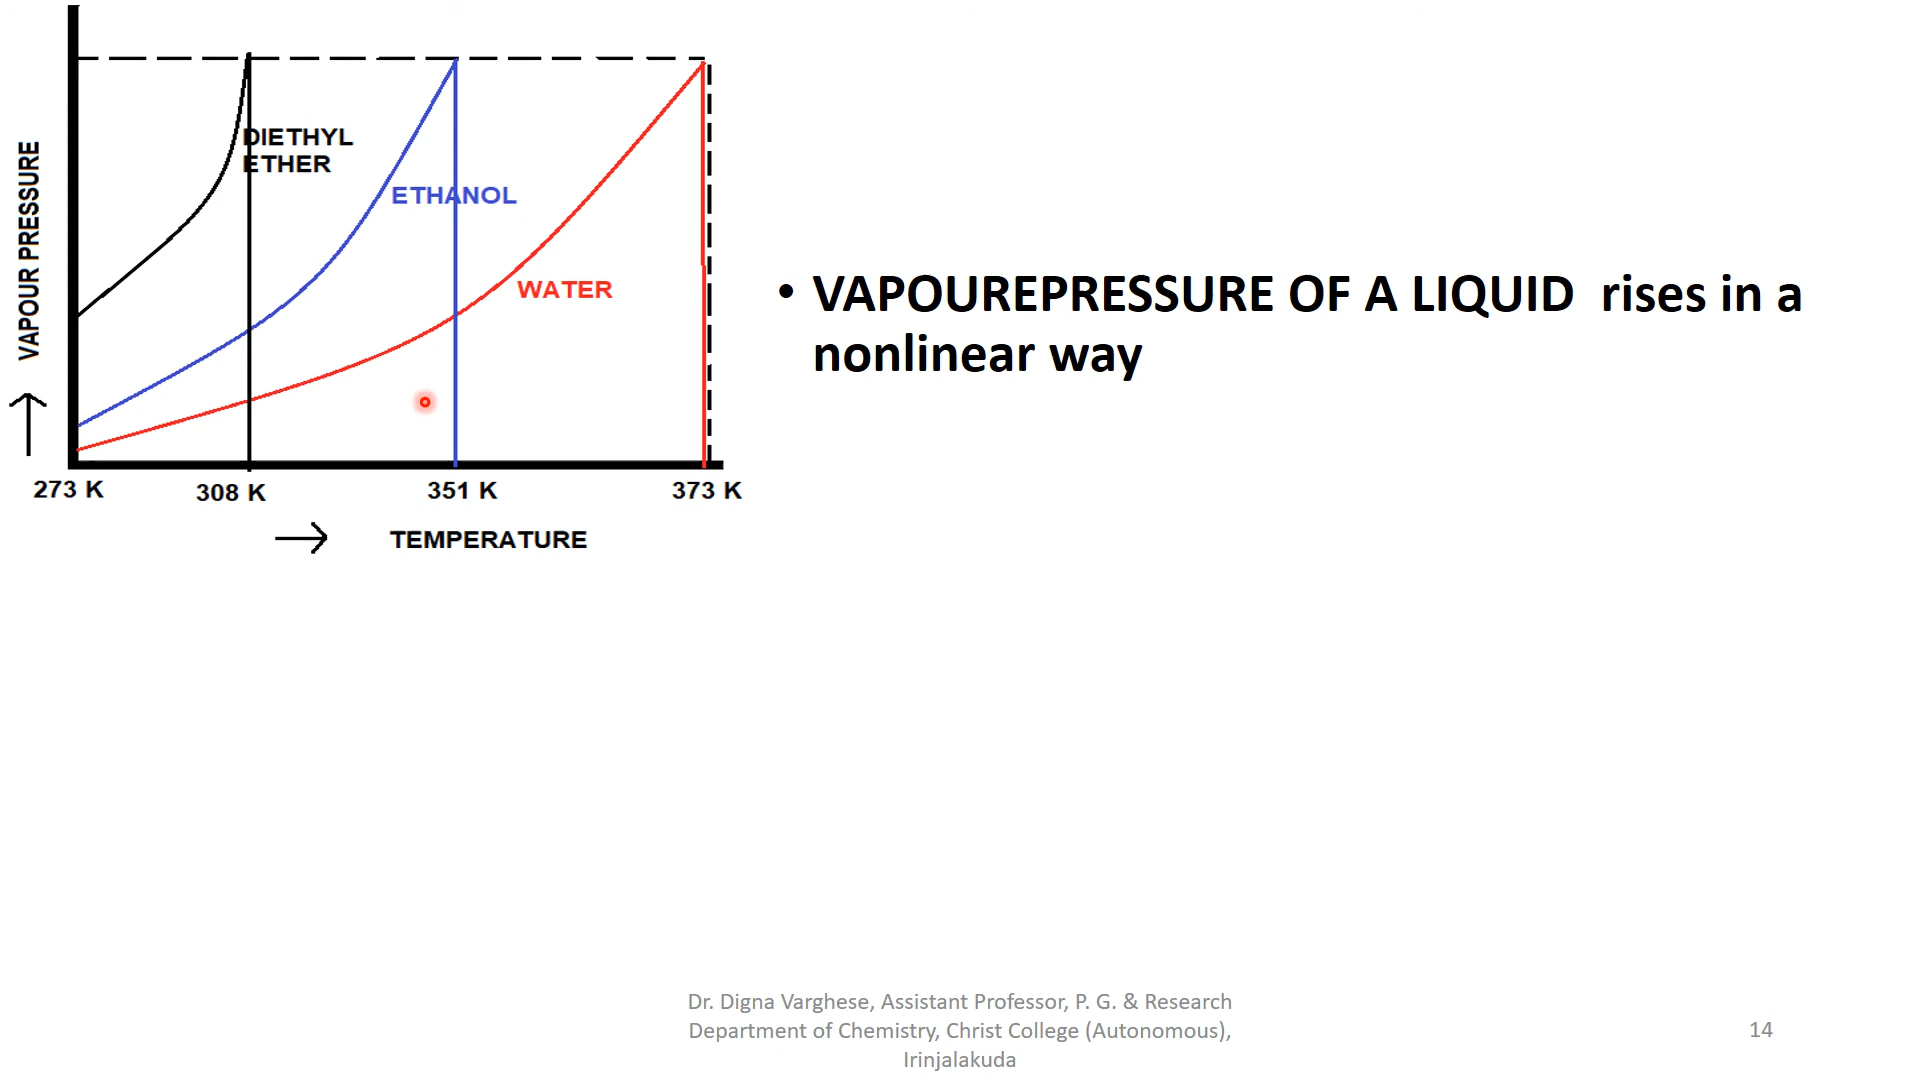 VAPOUR PRESSURE
DIETHYL
ETHER
ETHANOL
WATER
273 K
308 K
351 K
373 K
TEMPERATURE
• VAPOUREPRESSURE OF A LIQUID  rises in a
nonlinear way
Dr. Digna Varghese, Assistant Professor, P. G. & Research
Department of Chemistry, Christ College (Autonomous),
Irinjalakuda
14